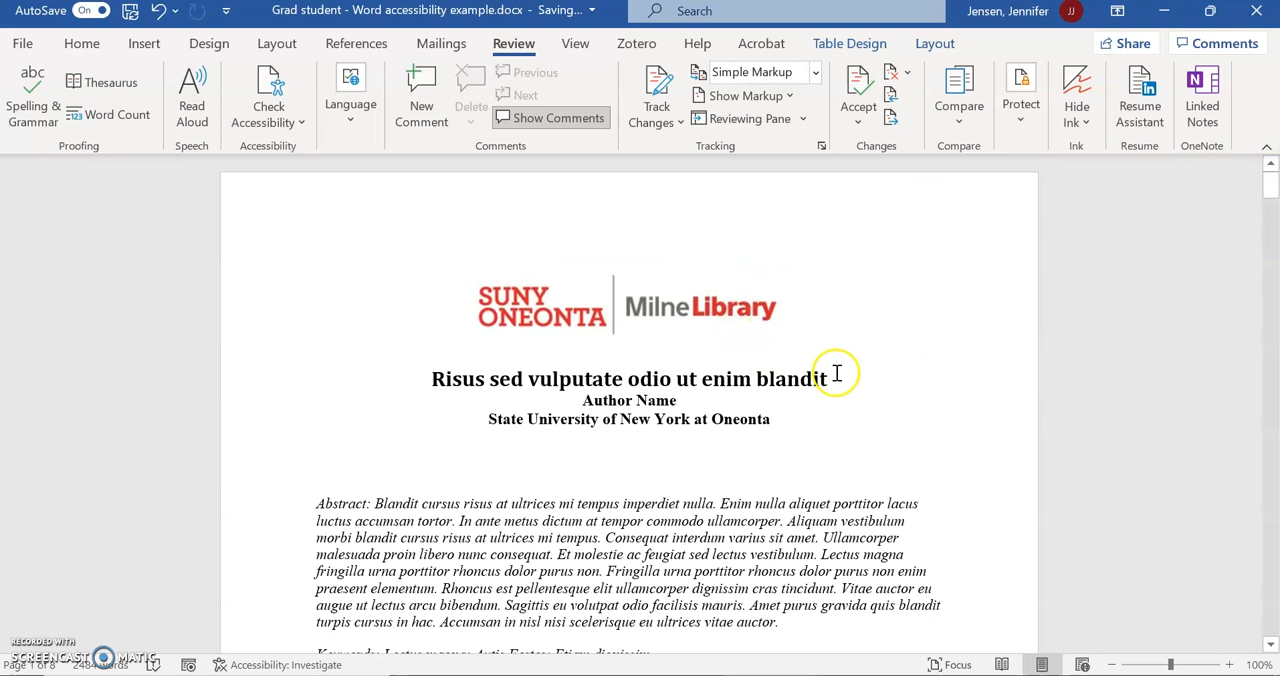 AutoSave On Grad student - Word accessibility example.docx - Saving... Search Jensen, Jennifer JJ
File Home Insert Design Layout References Mailings Review View Zotero Help Acrobat Table Design Layout Share Comments
abc Spelling & Grammar
Thesaurus
Word Count
Proofing
Read Aloud
Speech
Check Accessibility
Accessibility
Language
New Comment
Delete
Previous
Next
Show Comments
Comments
Track Changes
Simple Markup
Show Markup
Reviewing Pane
Tracking
Accept
Changes
Compare
Compare
Protect
Hide Ink
Ink
Resume Assistant
Resume
Linked Notes
OneNote
SUNY ONEONTA
Milne Library
Risus sed vulputate odio ut enim blandit
Author Name
State University of New York at Oneonta
Abstract: Blandit cursus risus at ultrices mi tempus imperdiet nulla. Enim nulla aliquet porttitor lacus
luctus accumsan tortor. In ante metus dictum at tempor commodo ullamcorper. Aliquam vestibulum
morbi blandit cursus risus at ultrices mi tempus. Consequat interdum varius sit amet. Ullamcorper
malesuada proin libero nunc consequat. Et molestie ac feugiat sed lectus vestibulum. Lectus magna
fringilla urna porttitor rhoncus dolor purus non. Fringilla urna porttitor rhoncus dolor purus non enim
praesent elementum. Rhoncus est pellentesque elit ullamcorper dignissim cras tincidunt. Vitae auctor eu
augue ut lectus arcu bibendum. Sagittis eu volutpat odio facilisis mauris. Amet purus gravida quis blandit
turpis cursus in hac. Accumsan in nisl nisi scelerisque eu ultrices vitae auctor.
RECORDED WITH
SCREENCAST MATIC
Page 1 of 8 2484 words Accessibility: Investigate Focus 100%